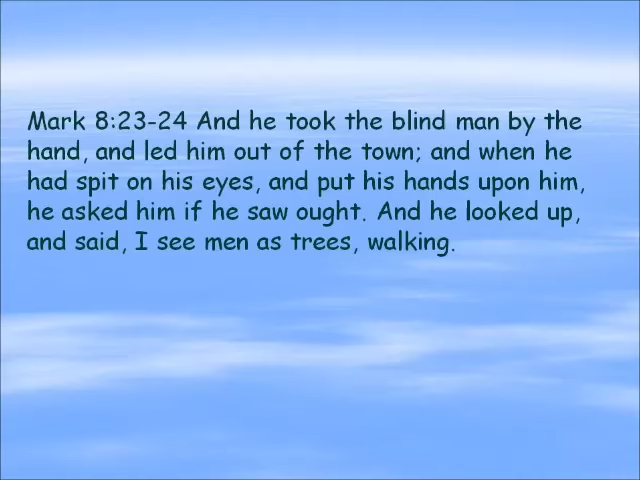 Mark 8:23-24 And he took the blind man by the
hand, and led him out of the town; and when he
had spit on his eyes, and put his hands upon him,
he asked him if he saw ought. And he looked up,
and said, I see men as trees, walking.